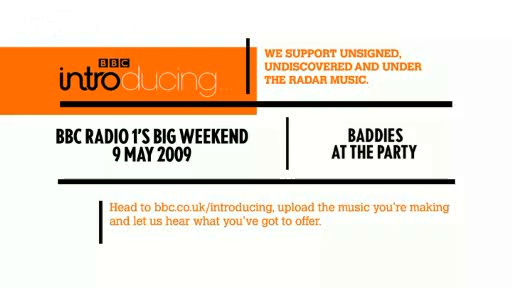 BBC
introducing...
WE SUPPORT UNSIGNED,
UNDISCOVERED AND UNDER
THE RADAR MUSIC.
BBC RADIO 1'S BIG WEEKEND
9 MAY 2009
BADDIES
AT THE PARTY
Head to bbc.co.uk/introducing, upload the music you're making
and let us hear what you've got to offer.